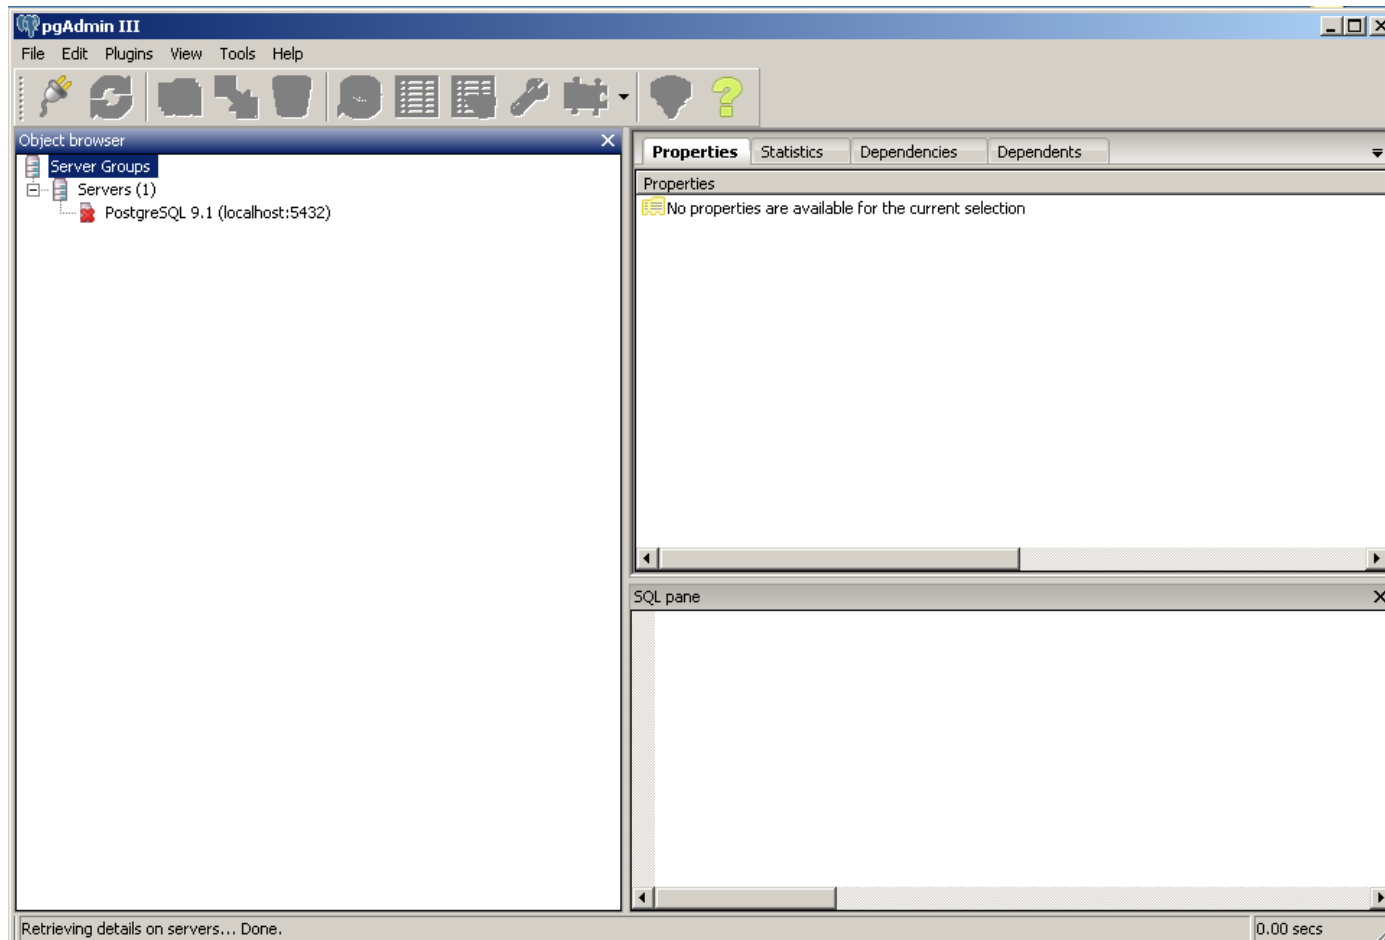 pgAdmin III
File Edit Plugins View Tools Help
Object browser
Server Groups
Servers (1)
PostgreSQL 9.1 (localhost:5432)
Properties Statistics Dependencies Dependents
Properties
No properties are available for the current selection
SQL pane
Retrieving details on servers... Done.
0.00 secs